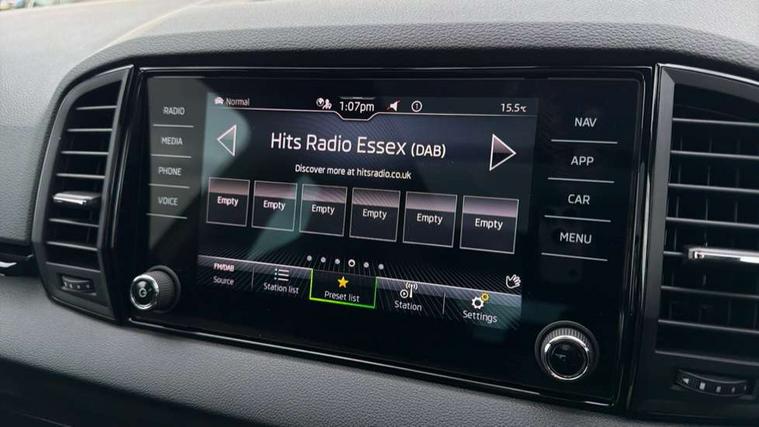 Normal 1:07pm 15.5°C
Hits Radio Essex (DAB)
Discover more at hitsradio.co.uk
Empty Empty Empty Empty Empty Empty
FM/DAB
Source Station list Preset list Station Settings
RADIO
MEDIA
PHONE
VOICE
NAV
APP
CAR
MENU